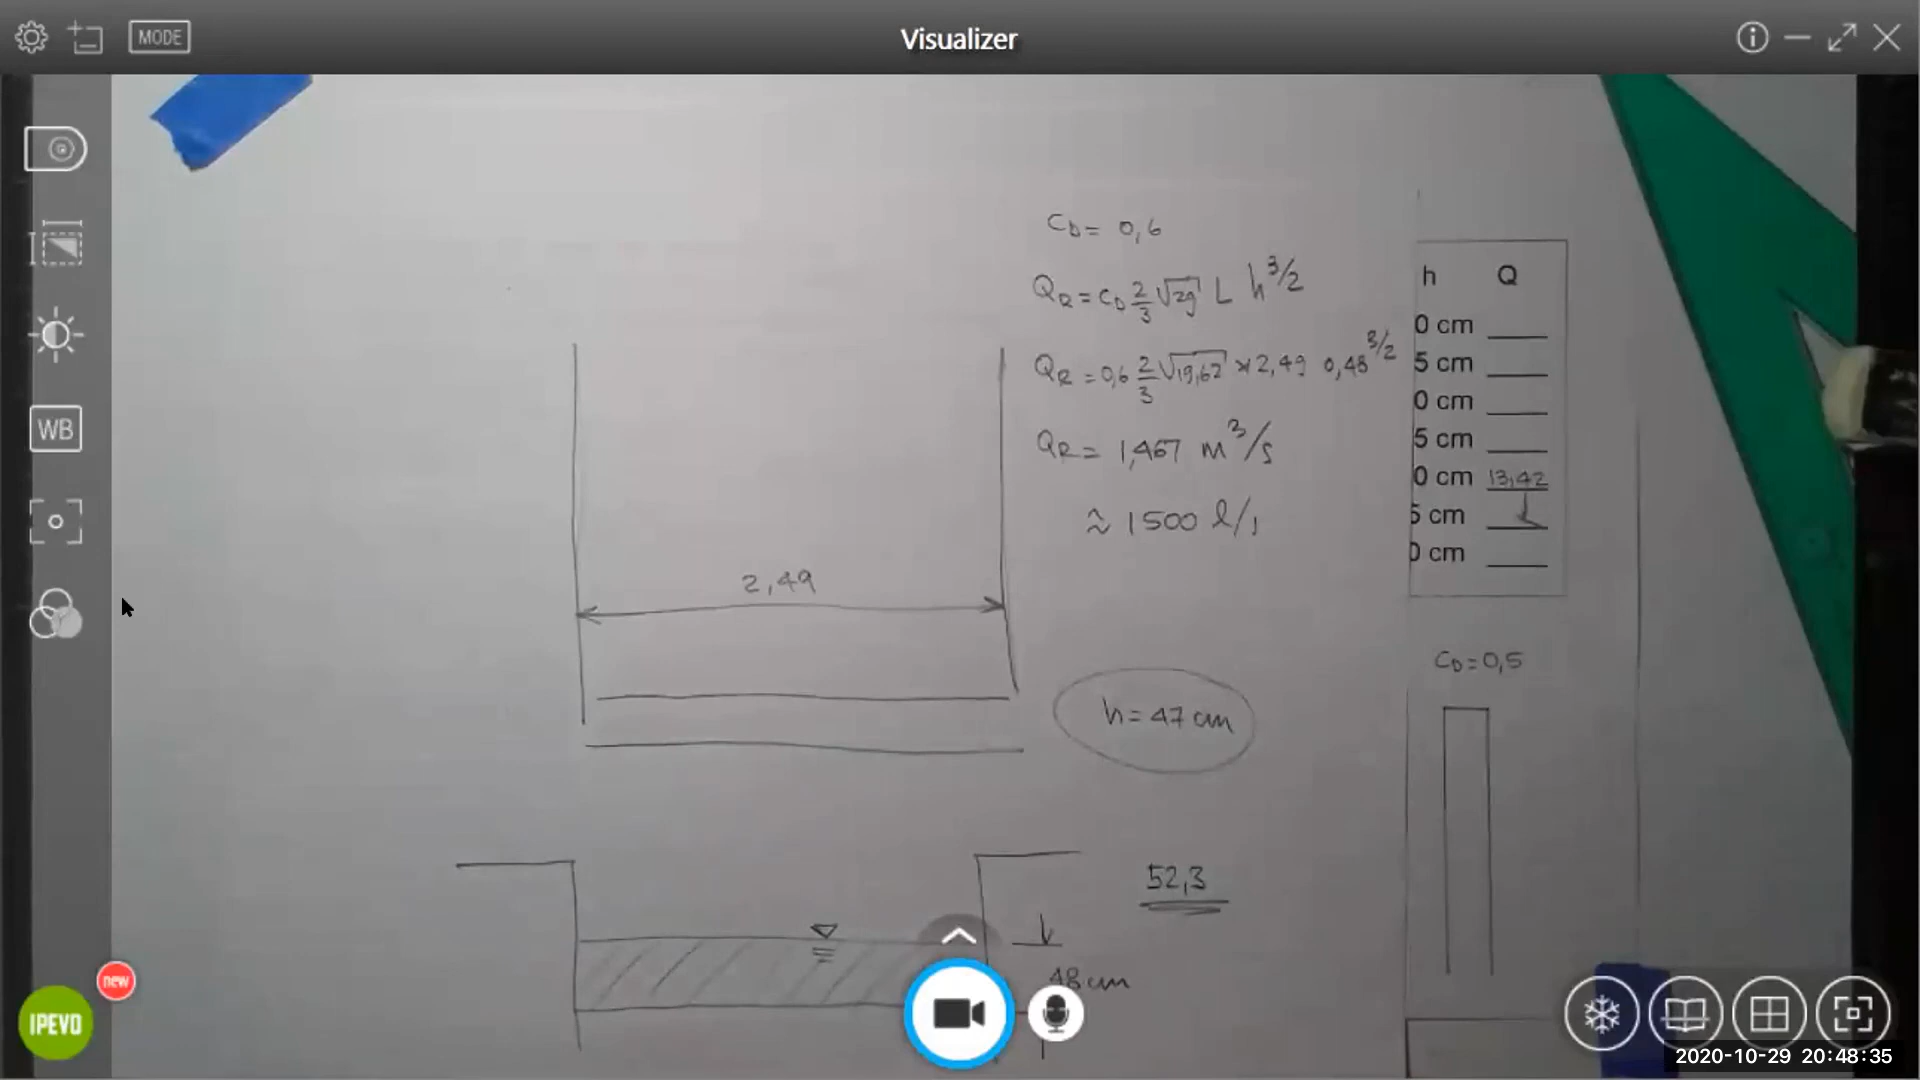 MODE
Visualizer
WB
C_D = 0,6
Q_R = C_D 2/3 √2g L h^3/2
Q_R = 0,6 2/3 √19,62 * 2,49 0,48^3/2
Q_R = 1,467 m³/s
≈ 1500 l/s
2,49
h = 47 cm
52,3
48 cm
h Q
0 cm
5 cm
0 cm
5 cm
0 cm 13,42
5 cm
0 cm
C_D = 0,5
new
IPEVO
2020-10-29 20:48:35